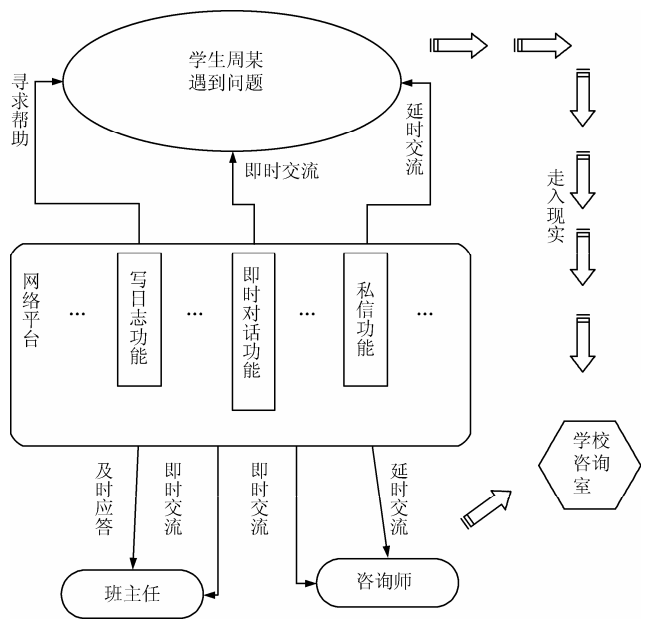 学生周某
遇到问题
寻求帮助
即时交流
延时交流
走入现实
网络平台
…
写日志功能
…
即时对话功能
…
私信功能
…
学校
咨询
室
及时应答
即时交流
即时交流
延时交流
班主任
咨询师